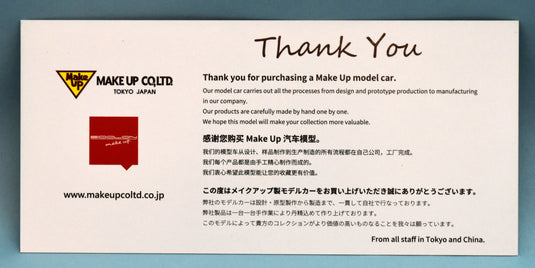 Thank You
Make Up
MAKE UP CO.,LTD.
TOKYO JAPAN
make up
www.makeupcoltd.co.jp
Thank you for purchasing a Make Up model car.
Our model car carries out all the processes from design and prototype production to manufacturing
in our company.
Our products are carefully made by hand one by one.
We hope this model will make your collection more valuable.
感谢您购买 Make Up 汽车模型。
我们的模型车从设计、样品制作到生产制造的所有流程都在自己公司，工厂完成。
我们每个产品都是由手工精心制作而成的。
我们衷心希望此模型能让您的收藏更有价值。
この度はメイクアップ製モデルカーをお買い上げいただき誠にありがとうございます。
弊社のモデルカーは設計・原型製作から製造まで、一貫して自社で行なっております。
弊社製品は一台一台手作業により丹精込めて作り上げております。
このモデルによって貴方のコレクションがより価値の高いものなることを我々は願っています。
From all staff in Tokyo and China.